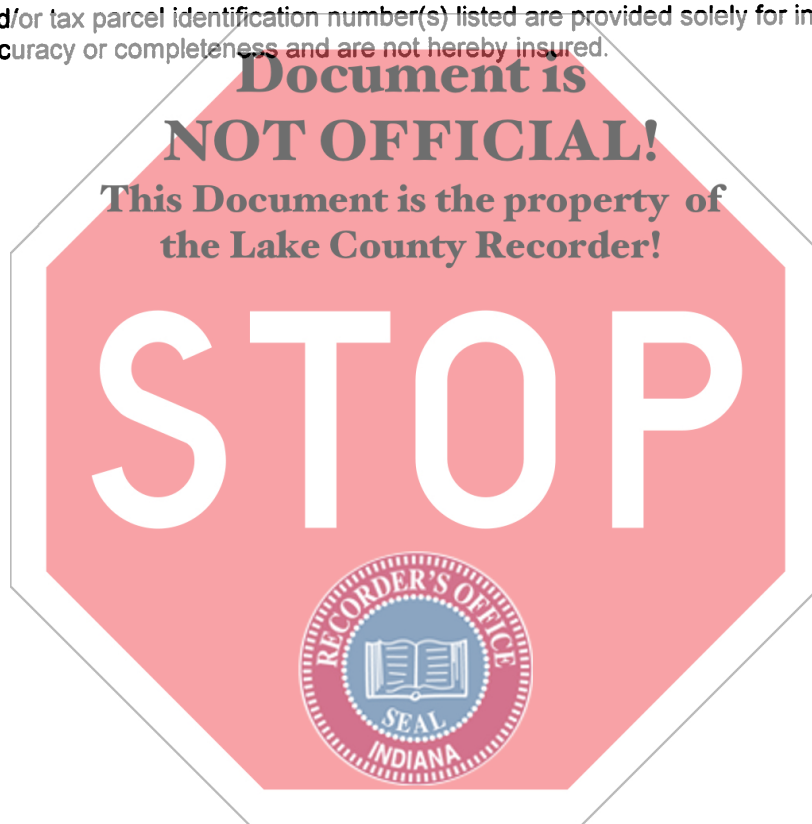 d/or tax parcel identification number(s) listed are provided solely for in
curacy or completeness and are not hereby insured.
Document is
NOT OFFICIAL!
This Document is the property of
the Lake County Recorder!
STOP
RECORDER'S OFFICE
SEAL
INDIANA